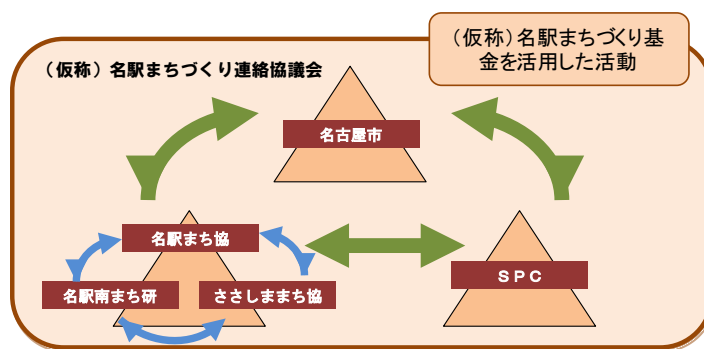 （仮称）名駅まちづくり基
金を活用した活動
（仮称）名駅まちづくり連絡協議会
名古屋市
名駅まち協
名駅南まち研
ささしままち協
ＳＰＣ